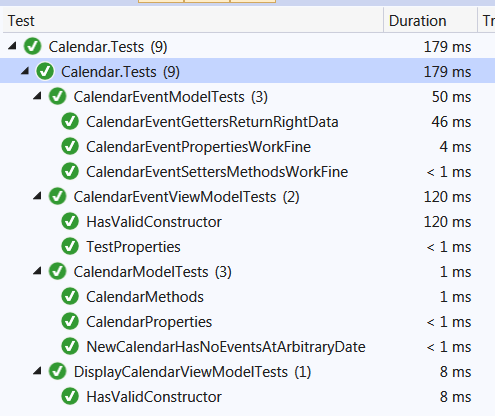 Test Duration Tr
Calendar.Tests (9) 179 ms
Calendar.Tests (9) 179 ms
CalendarEventModelTests (3) 50 ms
CalendarEventGettersReturnRightData 46 ms
CalendarEventPropertiesWorkFine 4 ms
CalendarEventSettersMethodsWorkFine < 1 ms
CalendarEventViewModelTests (2) 120 ms
HasValidConstructor 120 ms
TestProperties < 1 ms
CalendarModelTests (3) 1 ms
CalendarMethods 1 ms
CalendarProperties < 1 ms
NewCalendarHasNoEventsAtArbitraryDate < 1 ms
DisplayCalendarViewModelTests (1) 8 ms
HasValidConstructor 8 ms